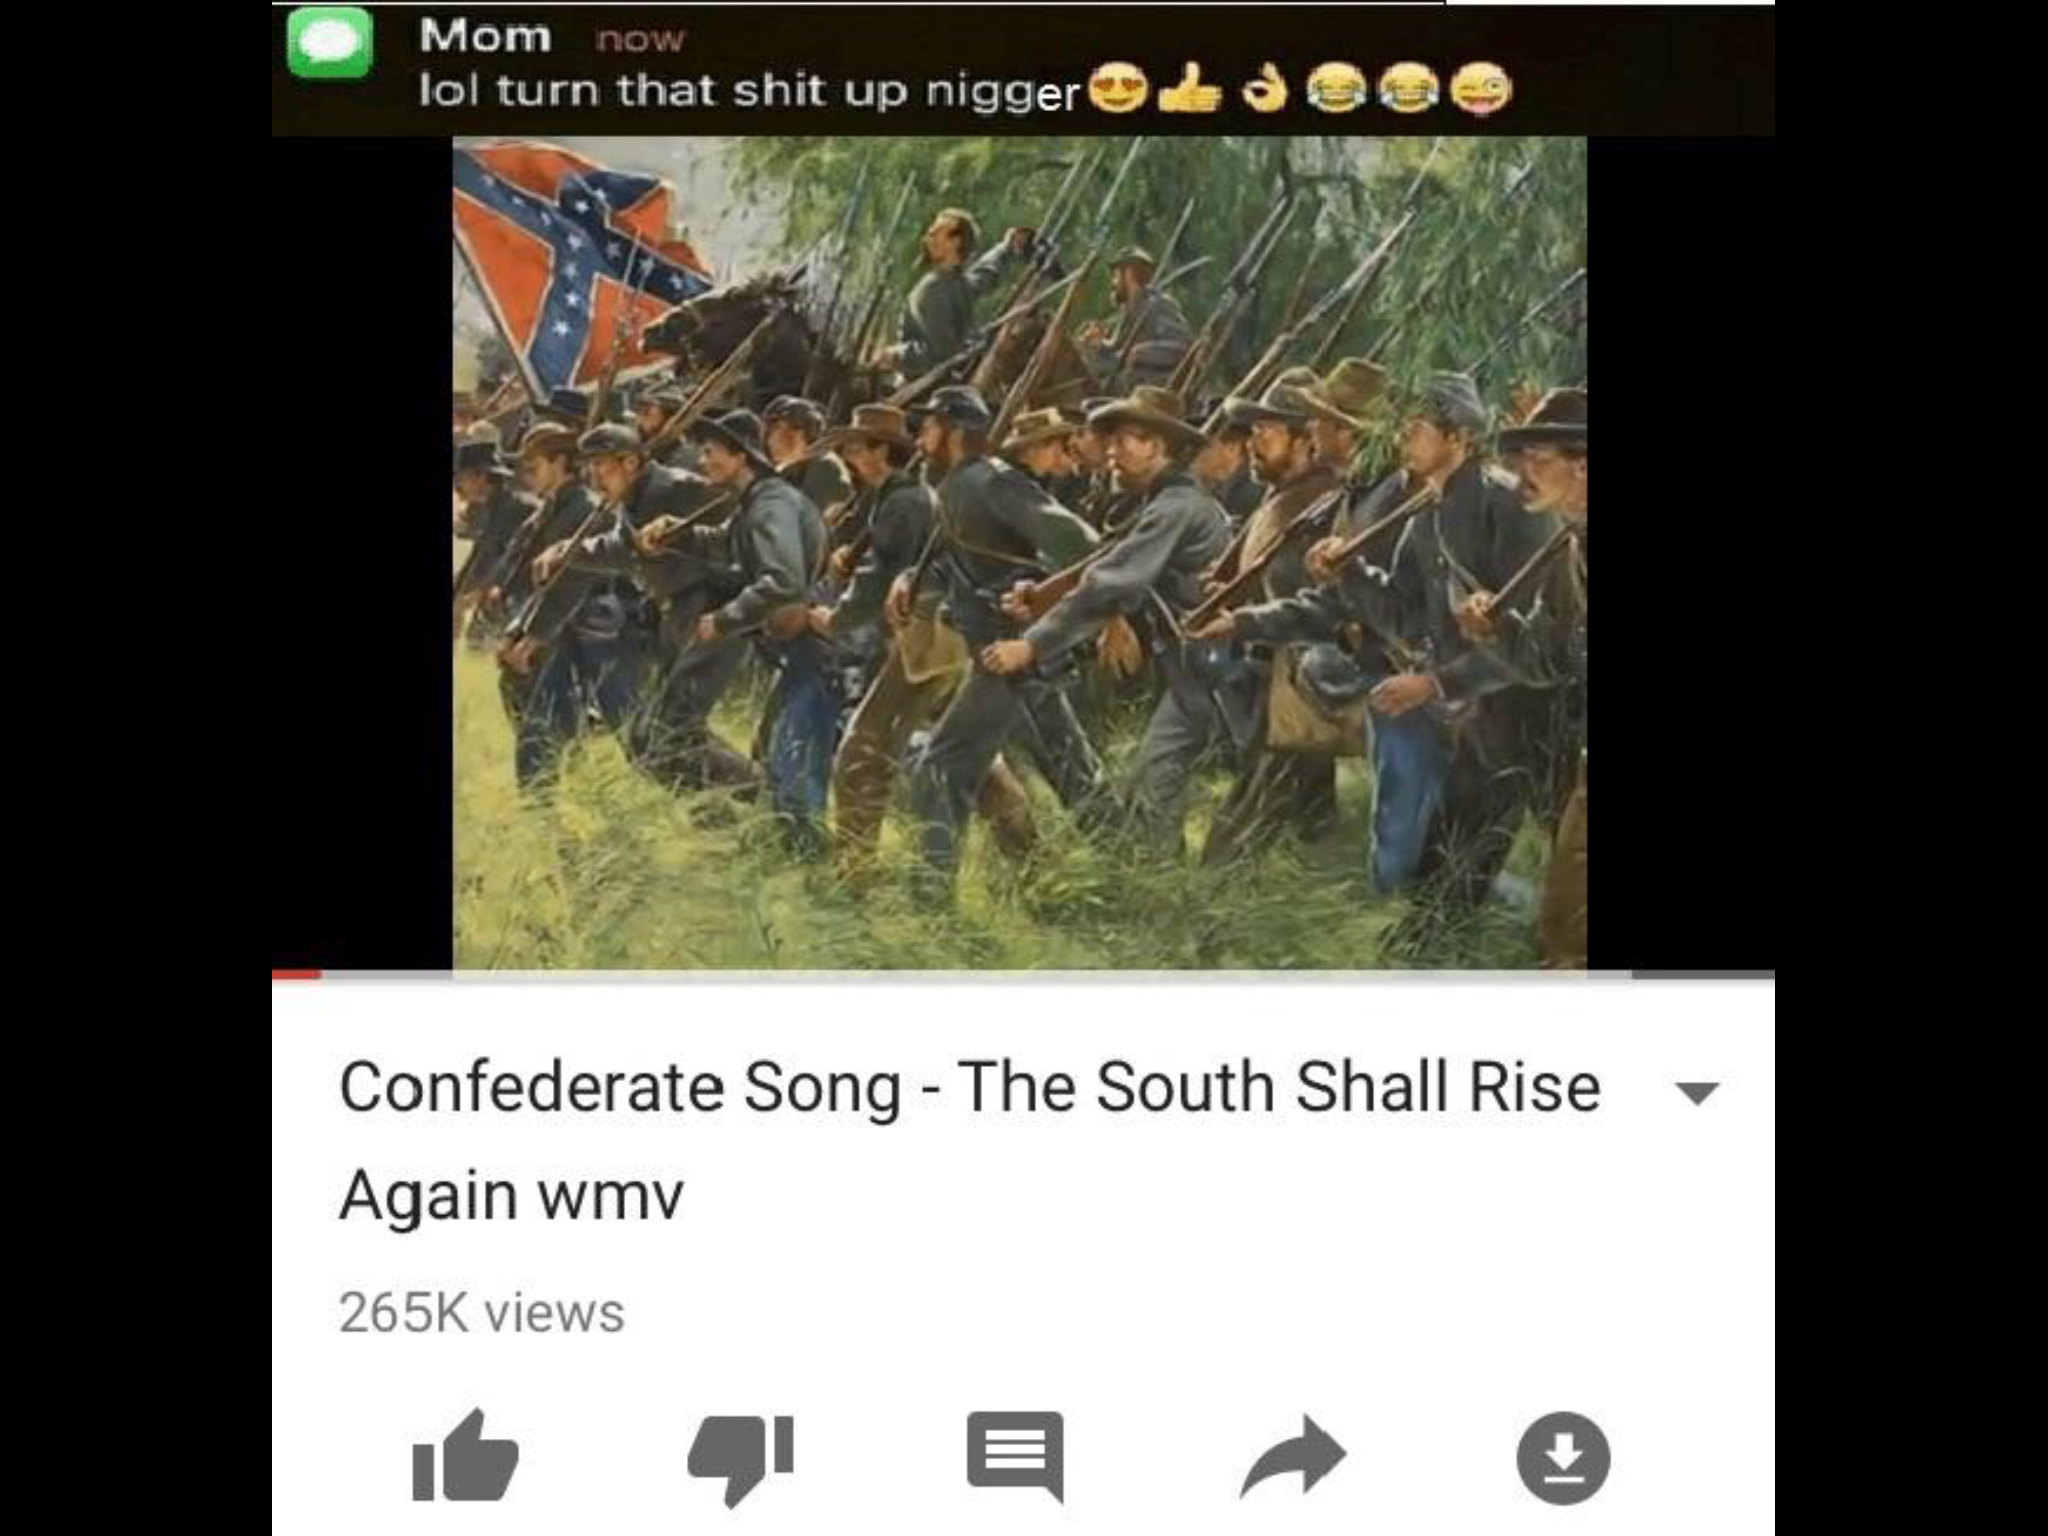 Mom now
lol turn that shit up nigger😍👍👌😂😂😜
Confederate Song - The South Shall Rise
Again wmv
265K views